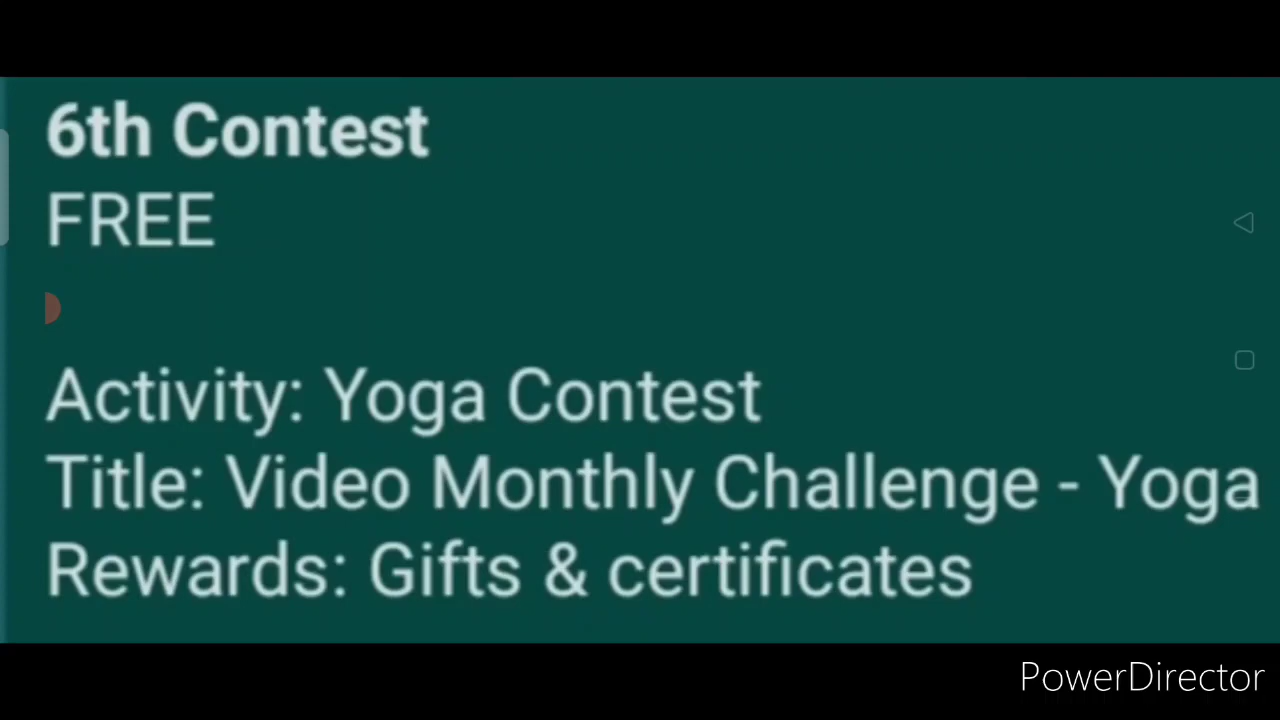 6th Contest
FREE
Activity: Yoga Contest
Title: Video Monthly Challenge - Yoga
Rewards: Gifts & certificates
PowerDirector